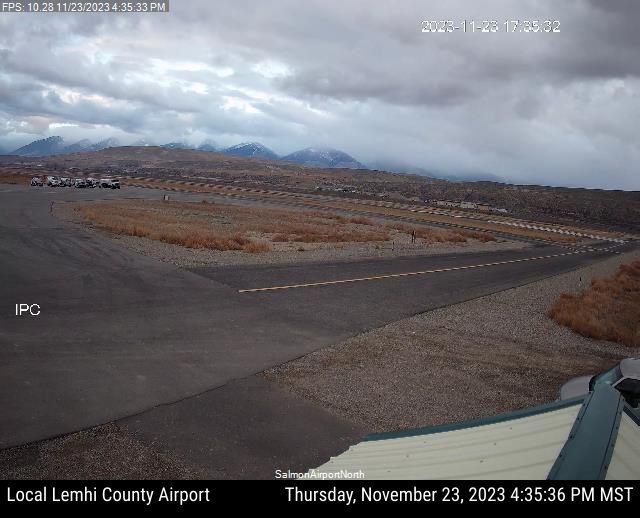 FPS: 10.28 11/23/2023 4:35:33 PM
2023-11-23 17:35:32
IPC
SalmonAirportNorth
Local Lemhi County Airport Thursday, November 23, 2023 4:35:36 PM MST